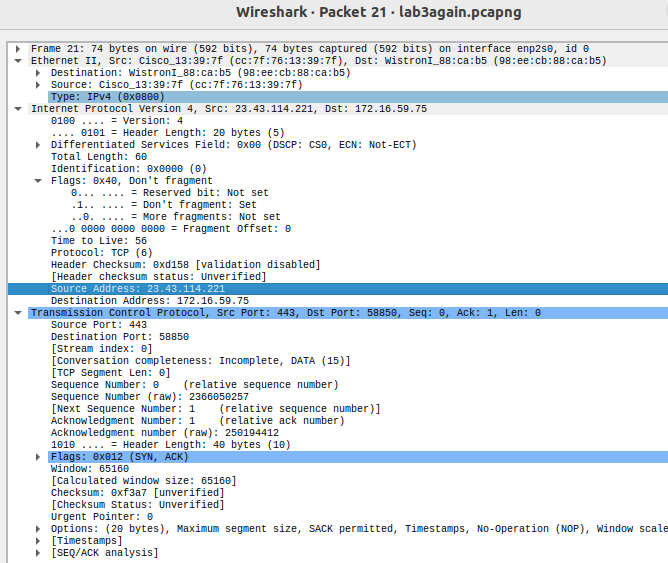 Wireshark · Packet 21 · lab3again.pcapng
Frame 21: 74 bytes on wire (592 bits), 74 bytes captured (592 bits) on interface enp2s0, id 0
Ethernet II, Src: Cisco_13:39:7f (cc:7f:76:13:39:7f), Dst: WistronI_88:ca:b5 (98:ee:cb:88:ca:b5)
Destination: WistronI_88:ca:b5 (98:ee:cb:88:ca:b5)
Source: Cisco_13:39:7f (cc:7f:76:13:39:7f)
Type: IPv4 (0x0800)
Internet Protocol Version 4, Src: 23.43.114.221, Dst: 172.16.59.75
0100 .... = Version: 4
.... 0101 = Header Length: 20 bytes (5)
Differentiated Services Field: 0x00 (DSCP: CS0, ECN: Not-ECT)
Total Length: 60
Identification: 0x0000 (0)
Flags: 0x40, Don't fragment
0... .... = Reserved bit: Not set
.1.. .... = Don't fragment: Set
..0. .... = More fragments: Not set
...0 0000 0000 0000 = Fragment Offset: 0
Time to Live: 56
Protocol: TCP (6)
Header Checksum: 0xd158 [validation disabled]
[Header checksum status: Unverified]
Source Address: 23.43.114.221
Destination Address: 172.16.59.75
Transmission Control Protocol, Src Port: 443, Dst Port: 58850, Seq: 0, Ack: 1, Len: 0
Source Port: 443
Destination Port: 58850
[Stream index: 0]
[Conversation completeness: Incomplete, DATA (15)]
[TCP Segment Len: 0]
Sequence Number: 0    (relative sequence number)
Sequence Number (raw): 2366050257
[Next Sequence Number: 1    (relative sequence number)]
Acknowledgment Number: 1    (relative ack number)
Acknowledgment number (raw): 250194412
1010 .... = Header Length: 40 bytes (10)
Flags: 0x012 (SYN, ACK)
Window: 65160
[Calculated window size: 65160]
Checksum: 0xf3a7 [unverified]
[Checksum Status: Unverified]
Urgent Pointer: 0
Options: (20 bytes), Maximum segment size, SACK permitted, Timestamps, No-Operation (NOP), Window scale
[Timestamps]
[SEQ/ACK analysis]